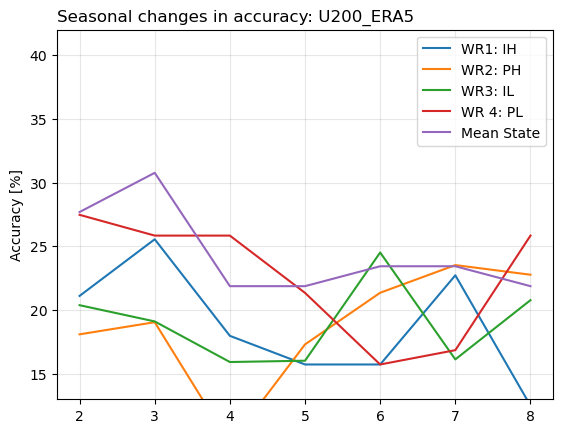 Seasonal changes in accuracy: U200_ERA5
WR1: IH
WR2: PH
WR3: IL
WR 4: PL
Mean State
Accuracy [%]
40
35
30
25
20
15
2 3 4 5 6 7 8